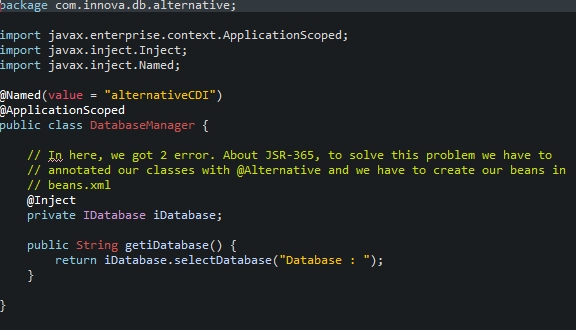 package com.innova.db.alternative;
import javax.enterprise.context.ApplicationScoped;
import javax.inject.Inject;
import javax.inject.Named;
@Named(value = "alternativeCDI")
@ApplicationScoped
public class DatabaseManager {
// In here, we got 2 error. About JSR-365, to solve this problem we have to
// annotated our classes with @Alternative and we have to create our beans in
// beans.xml
@Inject
private IDatabase iDatabase;
public String getiDatabase() {
return iDatabase.selectDatabase("Database : ");
}
}